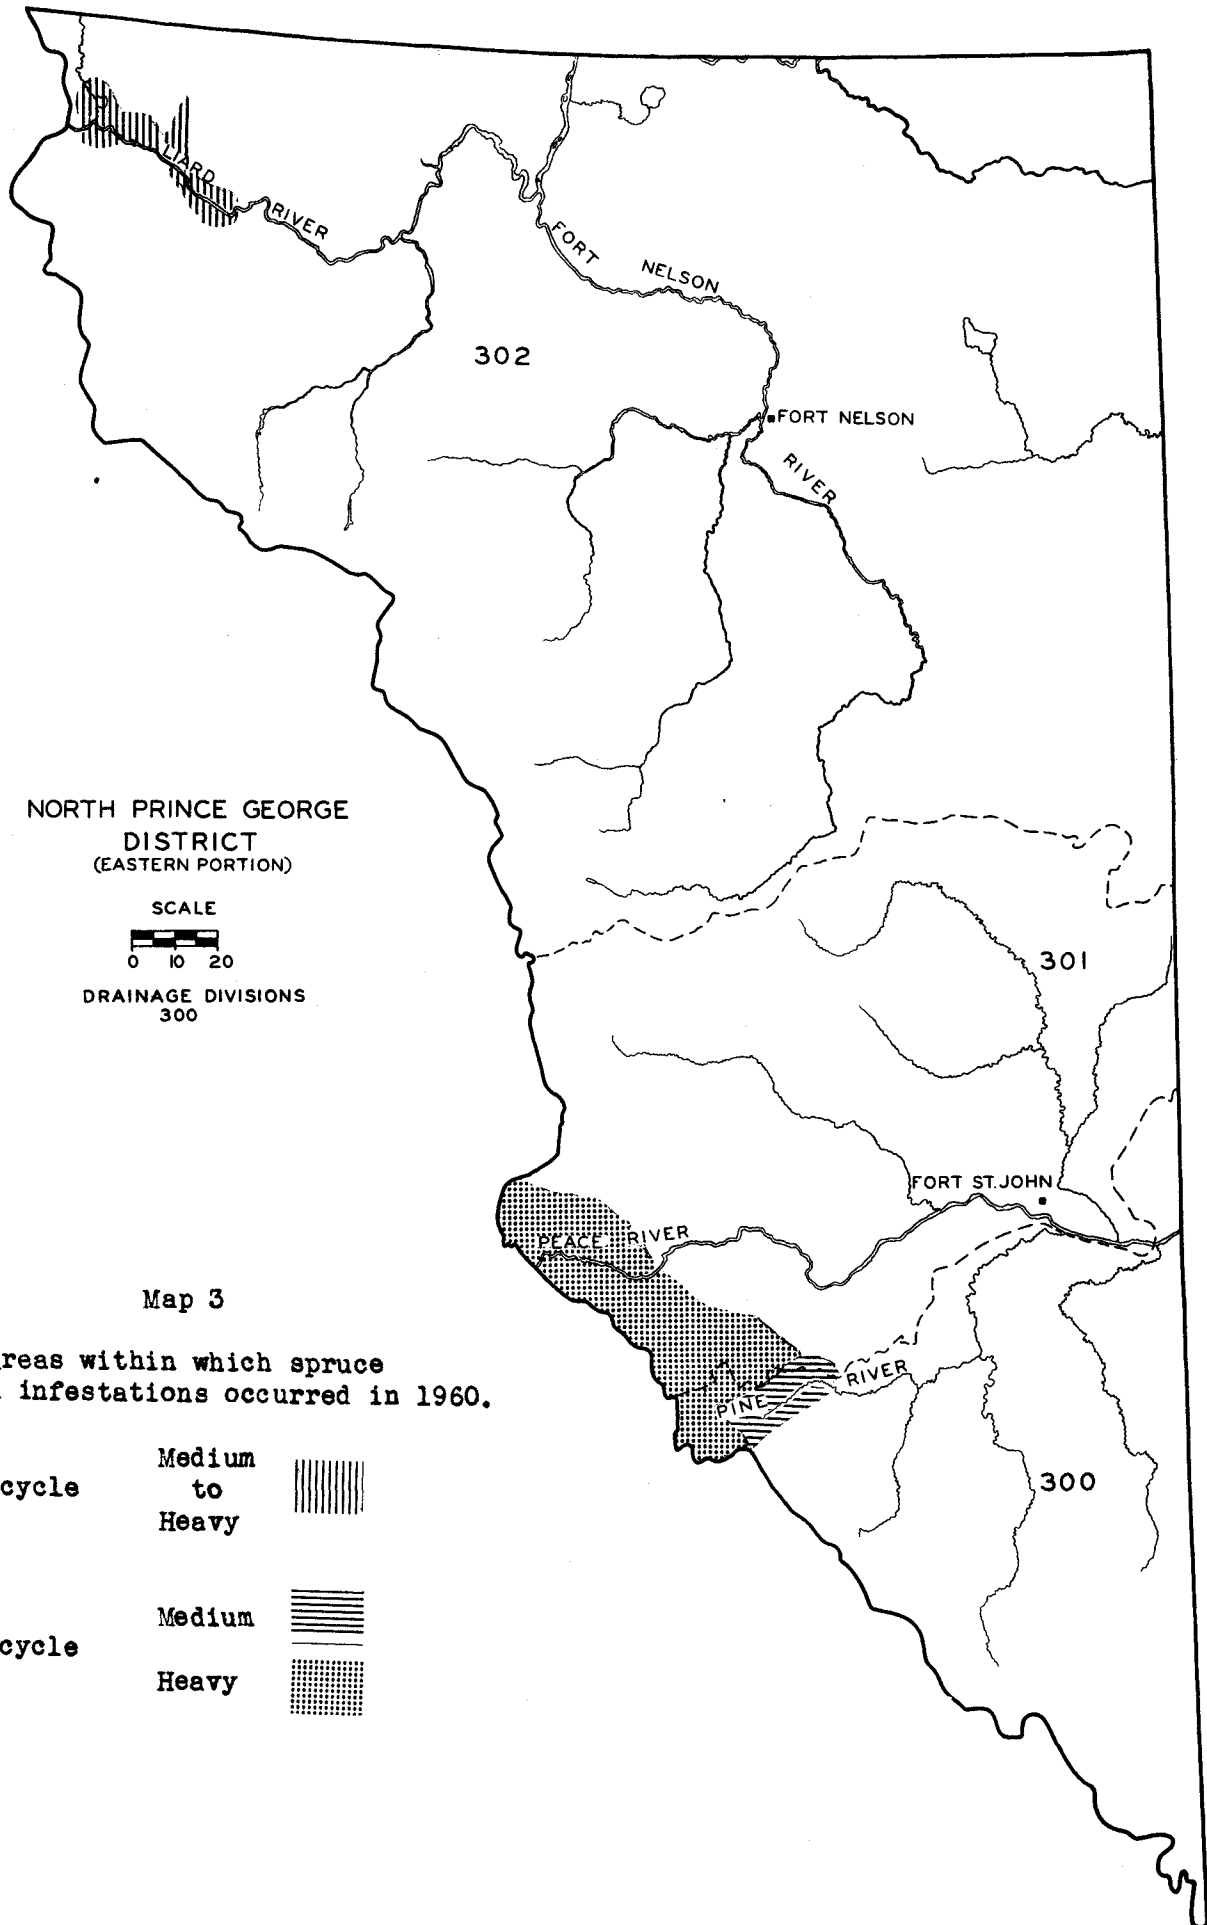 LIARD
RIVER
FORT
NELSON
302
FORT NELSON
RIVER
NORTH PRINCE GEORGE
DISTRICT
(EASTERN PORTION)
SCALE
0 10 20
DRAINAGE DIVISIONS
300
301
FORT ST. JOHN
PEACE RIVER
Map 3
reas within which spruce
infestations occurred in 1960.
PINE RIVER
Medium
cycle to
Heavy
300
Medium
cycle
Heavy